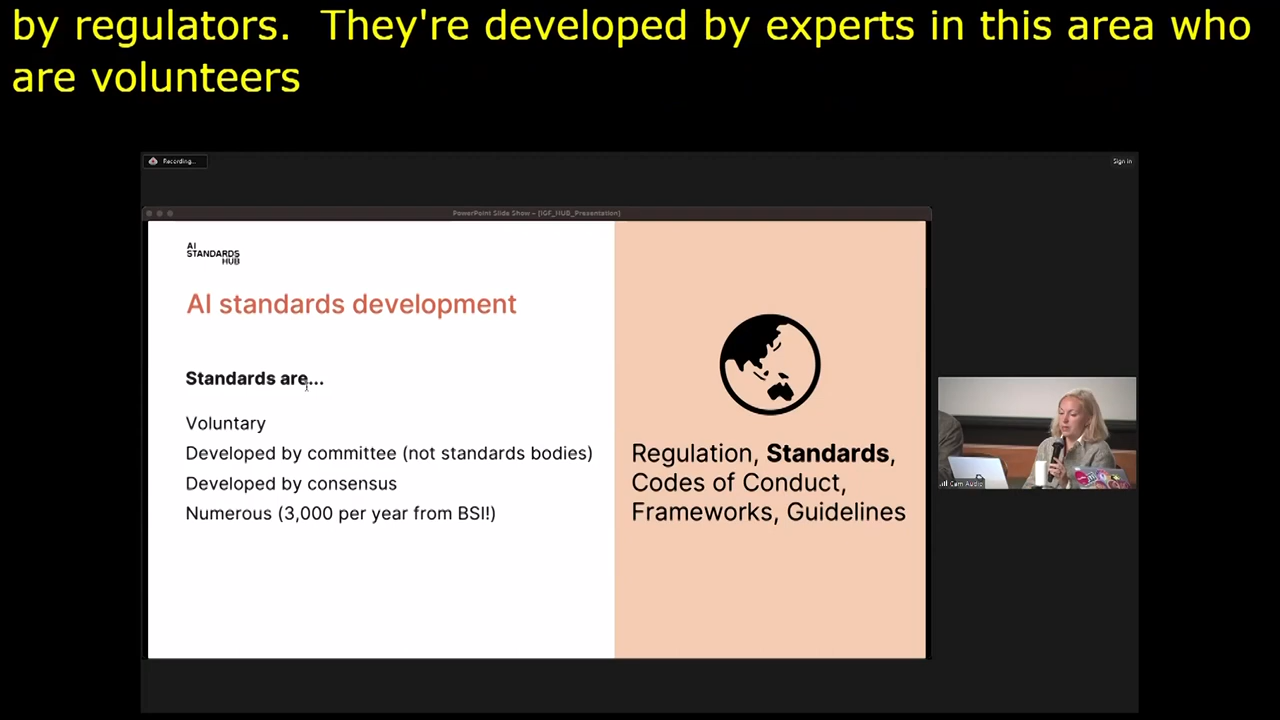 by regulators.  They're developed by experts in this area who
are volunteers
Recording...
Sign in
PowerPoint Slide Show - [IGF_HUB_Presentation]
AI
STANDARDS
HUB
AI standards development
Standards are...
Voluntary
Developed by committee (not standards bodies)
Developed by consensus
Numerous (3,000 per year from BSI!)
Regulation, Standards,
Codes of Conduct,
Frameworks, Guidelines
Cam Audio